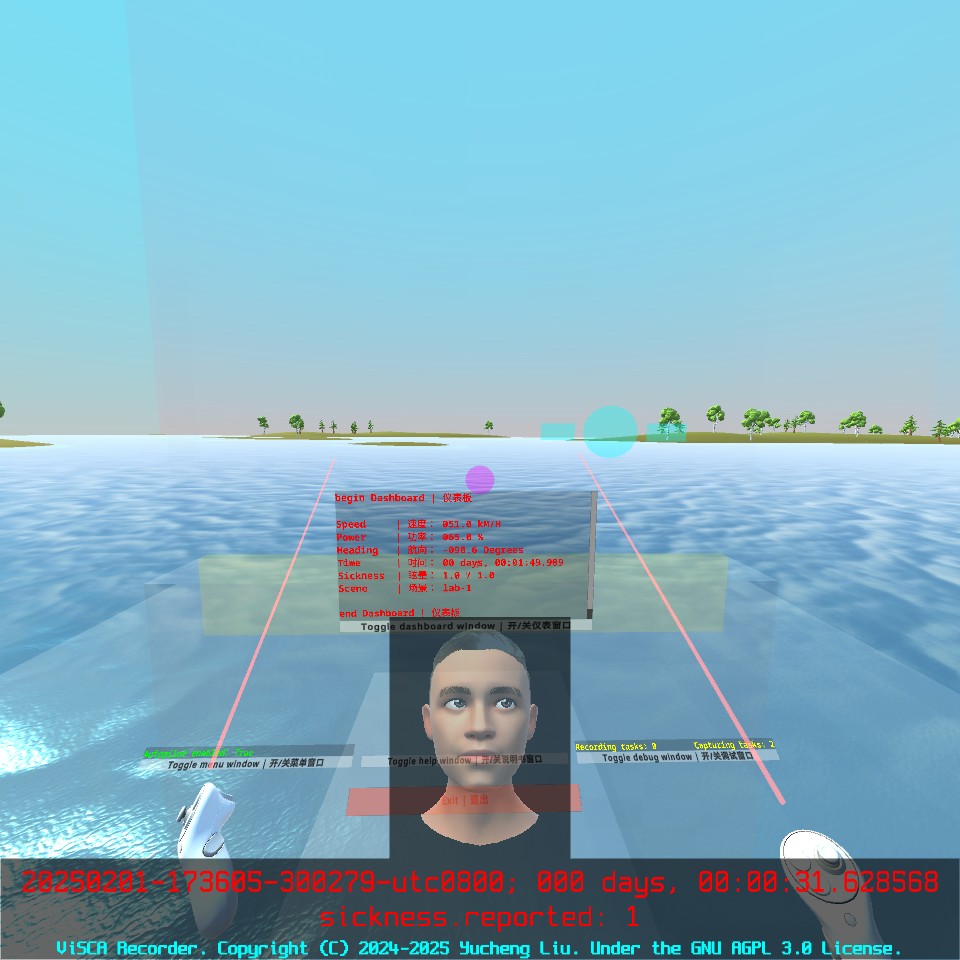 begin Dashboard | 仪表板
Speed | 速度： 051.0 kM/H
Power | 功率： 065.0 %
Heading | 航向： -090.6 Degrees
Time | 时间： 00 days, 00:01:49.989
Sickness | 晕量： 1.0 / 1.0
Scene | 场景： lab-1
end Dashboard | 仪表版
Toggle dashboard window | 开/关仪表窗口
Autopilot enabled: True
Recording tasks: 0 Capturing tasks: 2
Toggle menu window | 开/关菜单窗口
Toggle help window | 开/关说明书窗口
Toggle debug window | 开/关调试窗口
Exit | 退出
20250201-173605-300279-utc0800; 000 days, 00:00:31.628568
sickness.reported: 1
ViSCA Recorder. Copyright (C) 2024-2025 Yucheng Liu. Under the GNU AGPL 3.0 License.